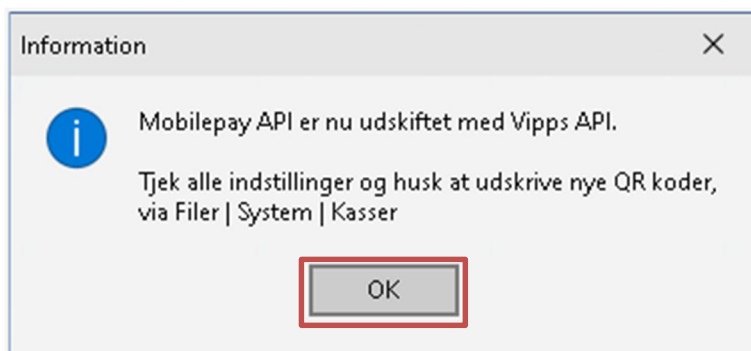 Information
Mobilepay API er nu udskiftet med Vipps API.
Tjek alle indstillinger og husk at udskrive nye QR koder,
via Filer | System | Kasser
OK